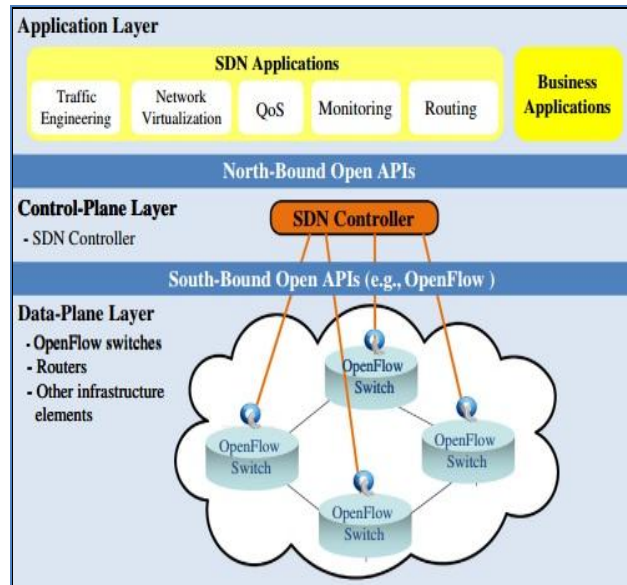 Application Layer
SDN Applications
Traffic
Engineering
Network
Virtualization
QoS
Monitoring
Routing
Business
Applications
North-Bound Open APIs
Control-Plane Layer
- SDN Controller
SDN Controller
South-Bound Open APIs (e.g., OpenFlow )
Data-Plane Layer
- OpenFlow switches
- Routers
- Other infrastructure
elements
OpenFlow
Switch
OpenFlow
Switch
OpenFlow
Switch
OpenFlow
Switch